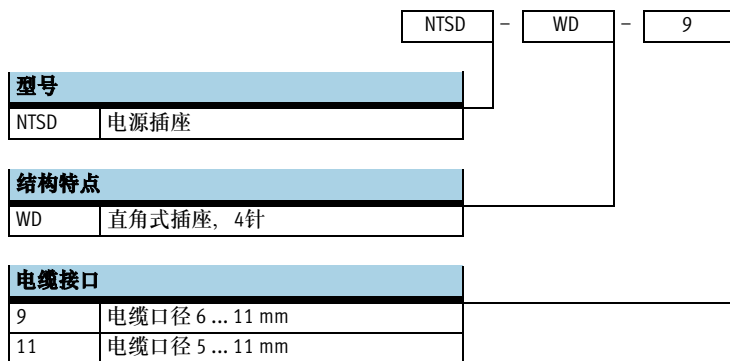 NTSD – WD – 9
型号
NTSD 电源插座
结构特点
WD 直角式插座，4针
电缆接口
9 电缆口径 6 ... 11 mm
11 电缆口径 5 ... 11 mm